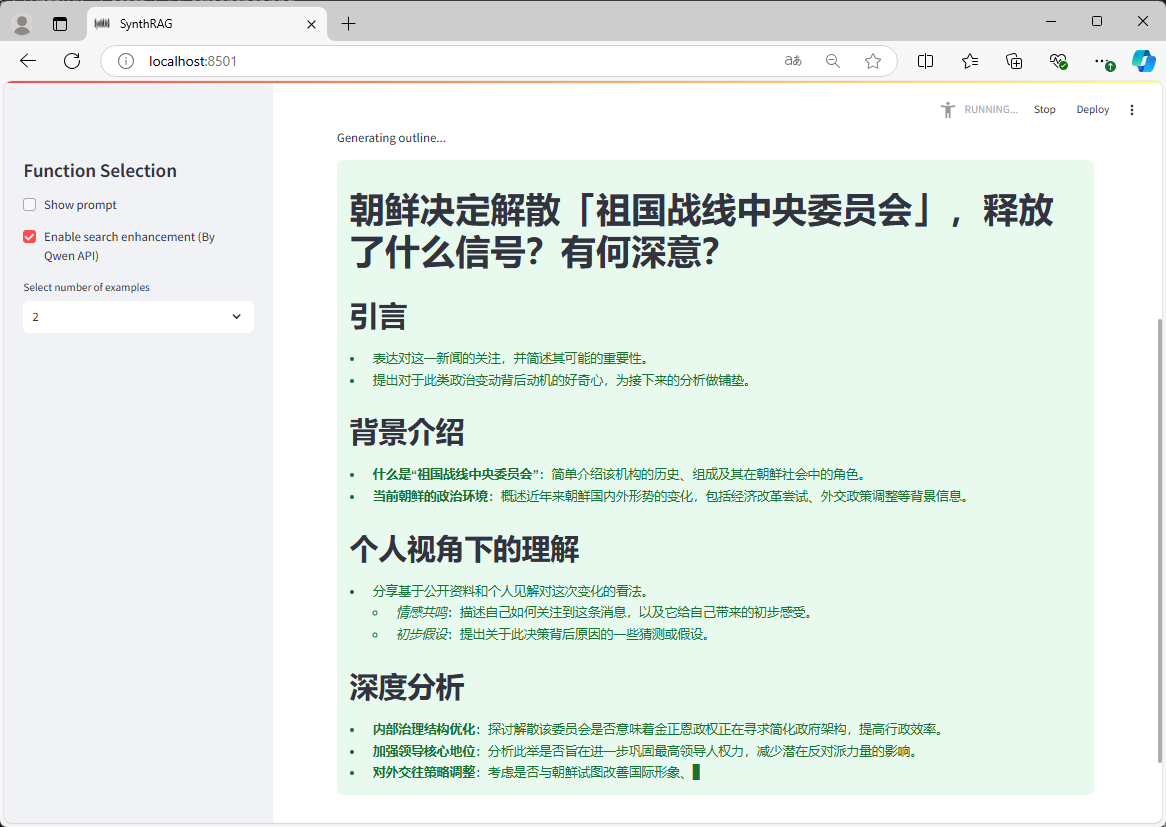 SynthRAG
localhost:8501
aあ
RUNNING...
Stop
Deploy
Generating outline...
Function Selection
Show prompt
Enable search enhancement (By
Qwen API)
Select number of examples
2
朝鲜决定解散「祖国战线中央委员会」，释放
了什么信号？有何深意？
引言
表达对这一新闻的关注，并简述其可能的重要性。
提出对于此类政治变动背后动机的好奇心，为接下来的分析做铺垫。
背景介绍
什么是“祖国战线中央委员会”：简单介绍该机构的历史、组成及其在朝鲜社会中的角色。
当前朝鲜的政治环境：概述近年来朝鲜国内外形势的变化，包括经济改革尝试、外交政策调整等背景信息。
个人视角下的理解
分享基于公开资料和个人见解对这次变化的看法。
情感共鸣：描述自己如何关注到这条消息，以及它给自己带来的初步感受。
初步假设：提出关于此决策背后原因的一些猜测或假设。
深度分析
内部治理结构优化：探讨解散该委员会是否意味着金正恩政权正在寻求简化政府架构，提高行政效率。
加强领导核心地位：分析此举是否旨在进一步巩固最高领导人权力，减少潜在反对派力量的影响。
对外交往策略调整：考虑是否与朝鲜试图改善国际形象、